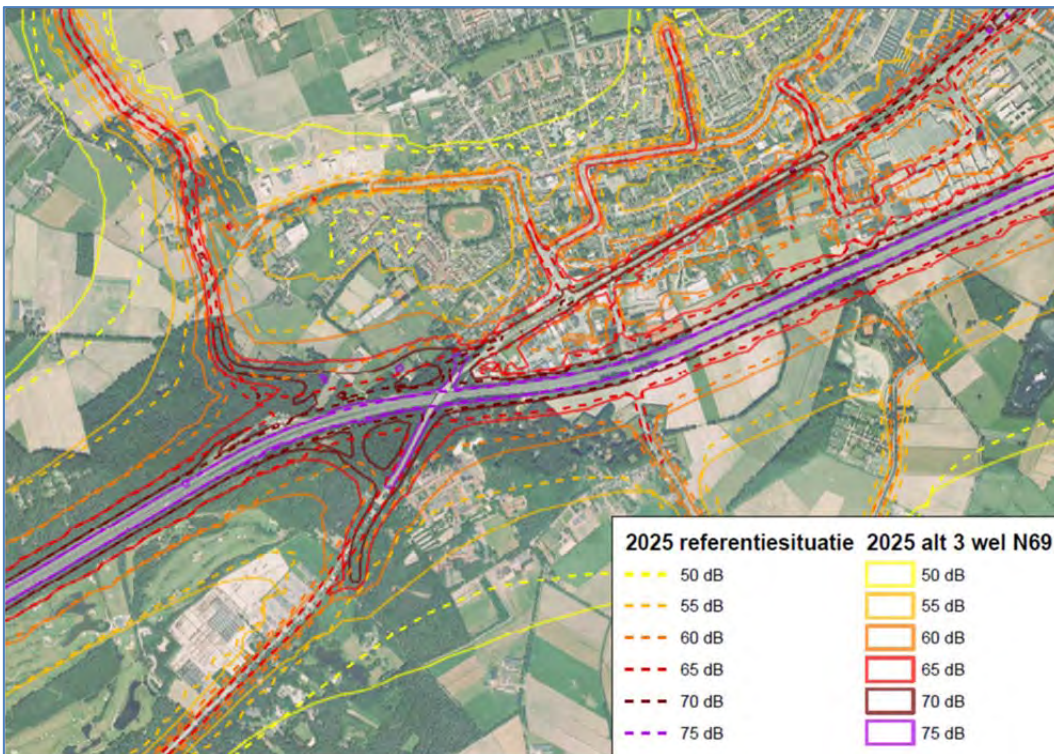 2025 referentiesituatie 2025 alt 3 wel N69
50 dB 50 dB
55 dB 55 dB
60 dB 60 dB
65 dB 65 dB
70 dB 70 dB
75 dB 75 dB